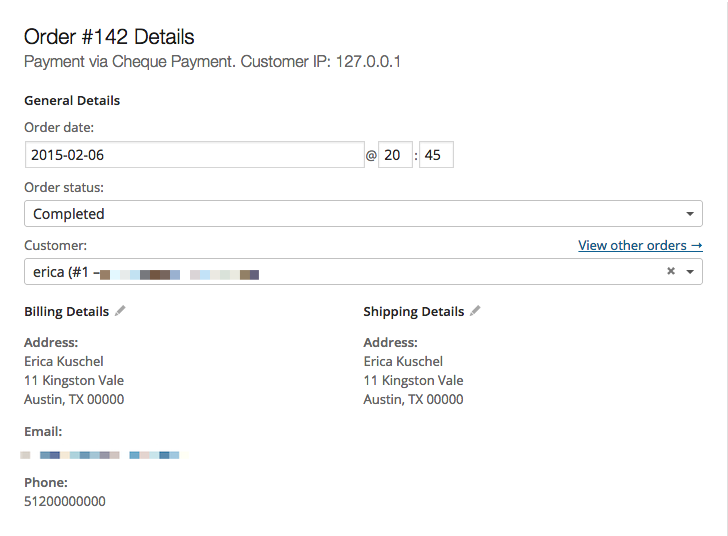 Order #142 Details
Payment via Cheque Payment. Customer IP: 127.0.0.1
General Details
Order date:
2015-02-06 @ 20 : 45
Order status:
Completed
Customer: View other orders →
erica (#1 –
Billing Details Shipping Details
Address: Address:
Erica Kuschel Erica Kuschel
11 Kingston Vale 11 Kingston Vale
Austin, TX 00000 Austin, TX 00000
Email:
Phone:
51200000000